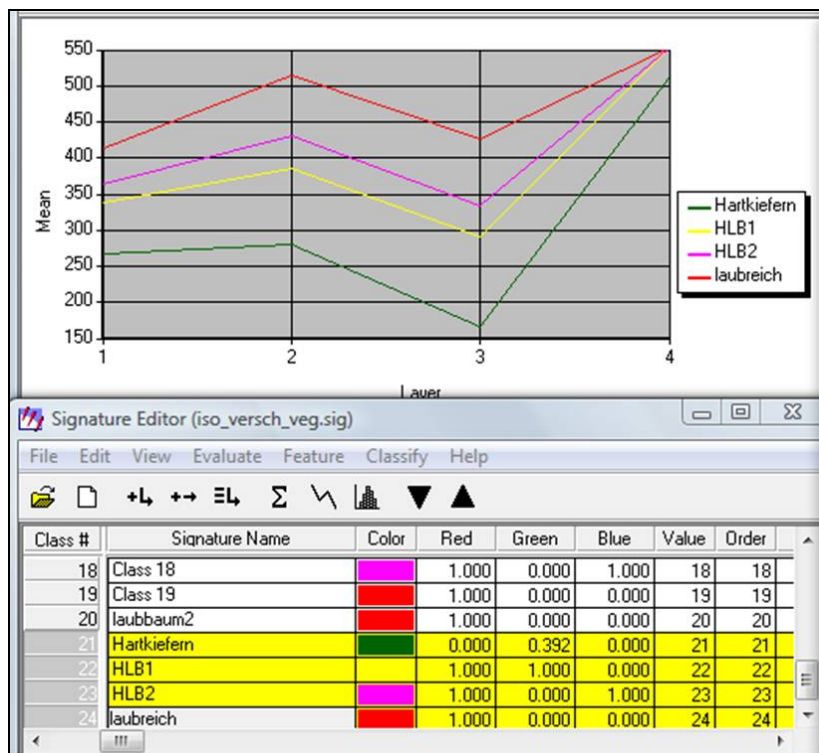 550
500
450
400
350
300
250
200
150
Mean
1 2 3 4
Layer
Hartkiefern
HLB1
HLB2
laubreich
Signature Editor (iso_versch_veg.sig)
File Edit View Evaluate Feature Classify Help
Class # Signature Name Color Red Green Blue Value Order
18 Class 18 1.000 0.000 1.000 18 18
19 Class 19 1.000 0.000 0.000 19 19
20 laubbaum2 1.000 0.000 0.000 20 20
21 Hartkiefern 0.000 0.392 0.000 21 21
22 HLB1 1.000 1.000 0.000 22 22
23 HLB2 1.000 0.000 1.000 23 23
24 laubreich 1.000 0.000 0.000 24 24